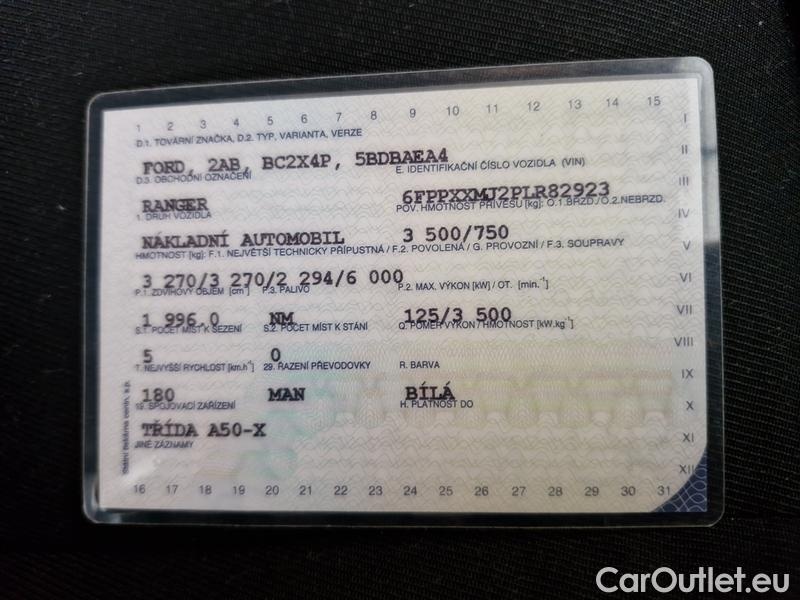 1 2 3 4 5 6 7 8 9 10 11 12 13 14 15
I
D.1. TOVÁRNÍ ZNAČKA, D.2. TYP, VARIANTA, VERZE
FORD, 2AB, BC2X4P, 5BDBAEA4
II
D.3. OBCHODNÍ OZNAČENÍ E. IDENTIFIKAČNÍ ČÍSLO VOZIDLA (VIN)
RANGER 6FPPXXMJ2PLR82923
III
1. DRUH VOZIDLA POV. HMOTNOST PŘÍVĚSU [kg]: O.1 BRZD./O.2 NEBRZD.
IV
NÁKLADNÍ AUTOMOBIL 3 500/750
V
HMOTNOST [kg]: F.1. NEJVĚTŠÍ TECHNICKY PŘÍPUSTNÁ / F.2. POVOLENÁ / G. PROVOZNÍ / F.3. SOUPRAVY
3 270/3 270/2 294/6 000
VI
P.1. ZDVIHOVÝ OBJEM [cm³] P.3. PALIVO P.2. MAX. VÝKON [kW] / OT. [min.⁻¹]
1 996.0 NM 125/3 500
VII
S.1. POČET MÍST K SEZENÍ S.2. POČET MÍST K STÁNÍ Q. POMĚR VÝKON / HMOTNOST [kW.kg⁻¹]
VIII
5 0
T. NEJVYŠŠÍ RYCHLOST [km.h⁻¹] 29. ŘAZENÍ PŘEVODOVKY R. BARVA
IX
180 MAN BÍLÁ
19. SPOJOVACÍ ZAŘÍZENÍ H. PLATNOST DO
X
TŘÍDA A50-X
XI
JINÉ ZÁZNAMY
XII
16 17 18 19 20 21 22 23 24 25 26 27 28 29 30 31
Státní tiskárna cenin, s.p.
CarOutlet.eu